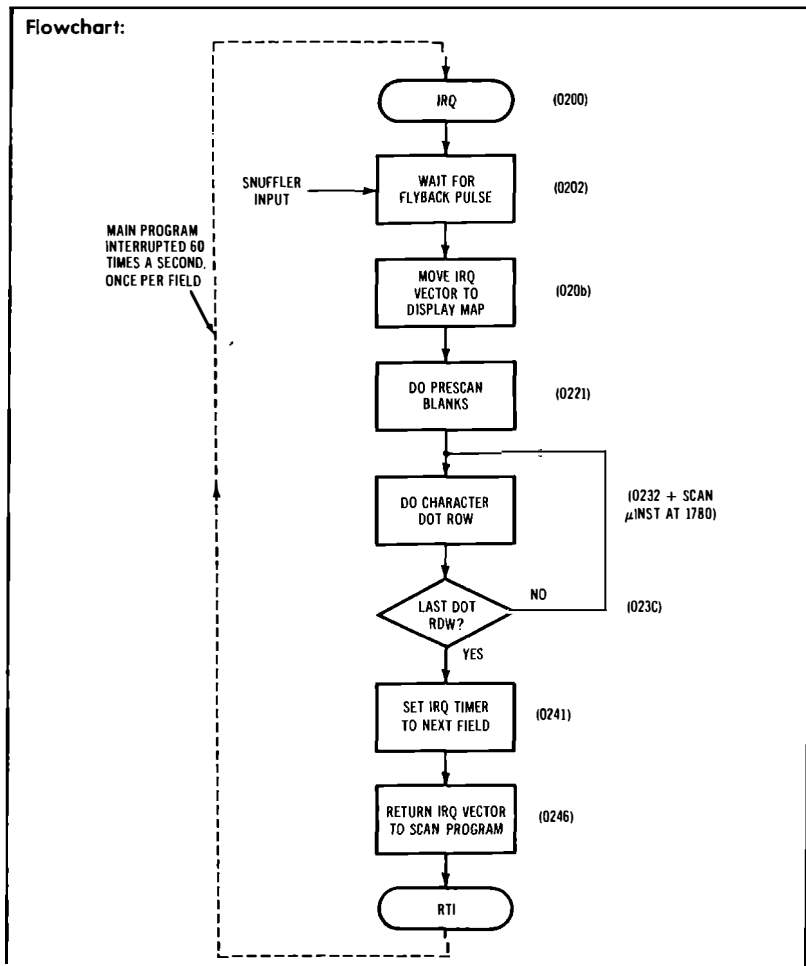 Flowchart:
IRQ
(0200)
SNUFFLER
INPUT
WAIT FOR
FLYBACK PULSE
(0202)
MAIN PROGRAM
INTERRUPTED 60
TIMES A SECOND,
ONCE PER FIELD
MOVE IRQ
VECTOR TO
DISPLAY MAP
(020b)
DO PRESCAN
BLANKS
(0221)
DO CHARACTER
DOT ROW
(0232 + SCAN
μINST AT 1780)
LAST DOT
RDW?
NO
(023C)
YES
SET IRQ TIMER
TO NEXT FIELD
(0241)
RETURN IRQ VECTOR
TO SCAN PROGRAM
(0246)
RTI